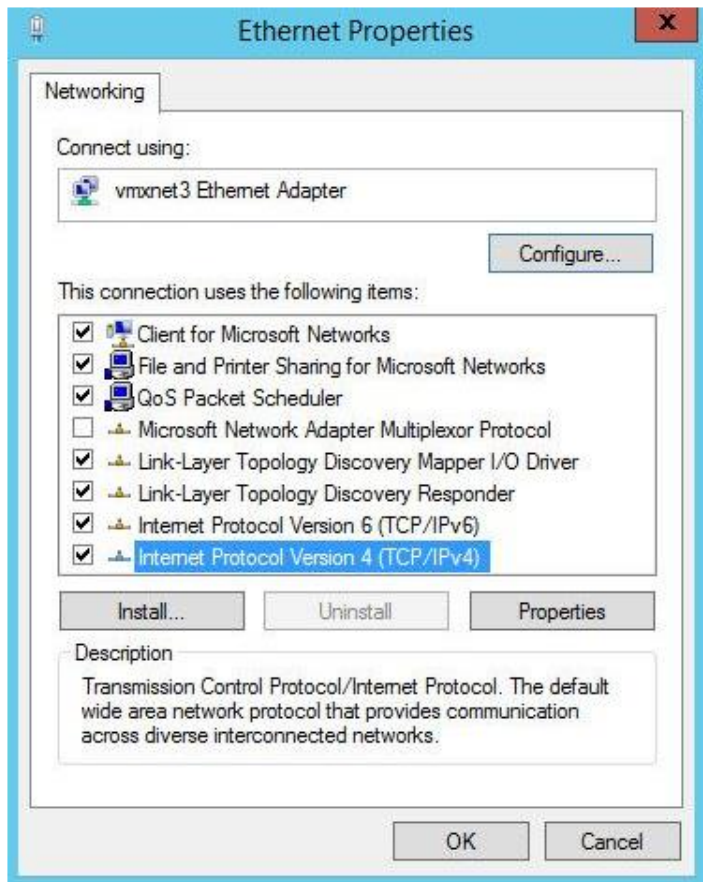 Ethernet Properties
X
Networking
Connect using:
vmxnet3 Ethernet Adapter
Configure...
This connection uses the following items:
Client for Microsoft Networks
File and Printer Sharing for Microsoft Networks
QoS Packet Scheduler
Microsoft Network Adapter Multiplexor Protocol
Link-Layer Topology Discovery Mapper I/O Driver
Link-Layer Topology Discovery Responder
Internet Protocol Version 6 (TCP/IPv6)
Internet Protocol Version 4 (TCP/IPv4)
Install...
Uninstall
Properties
Description
Transmission Control Protocol/Internet Protocol. The default
wide area network protocol that provides communication
across diverse interconnected networks.
OK
Cancel